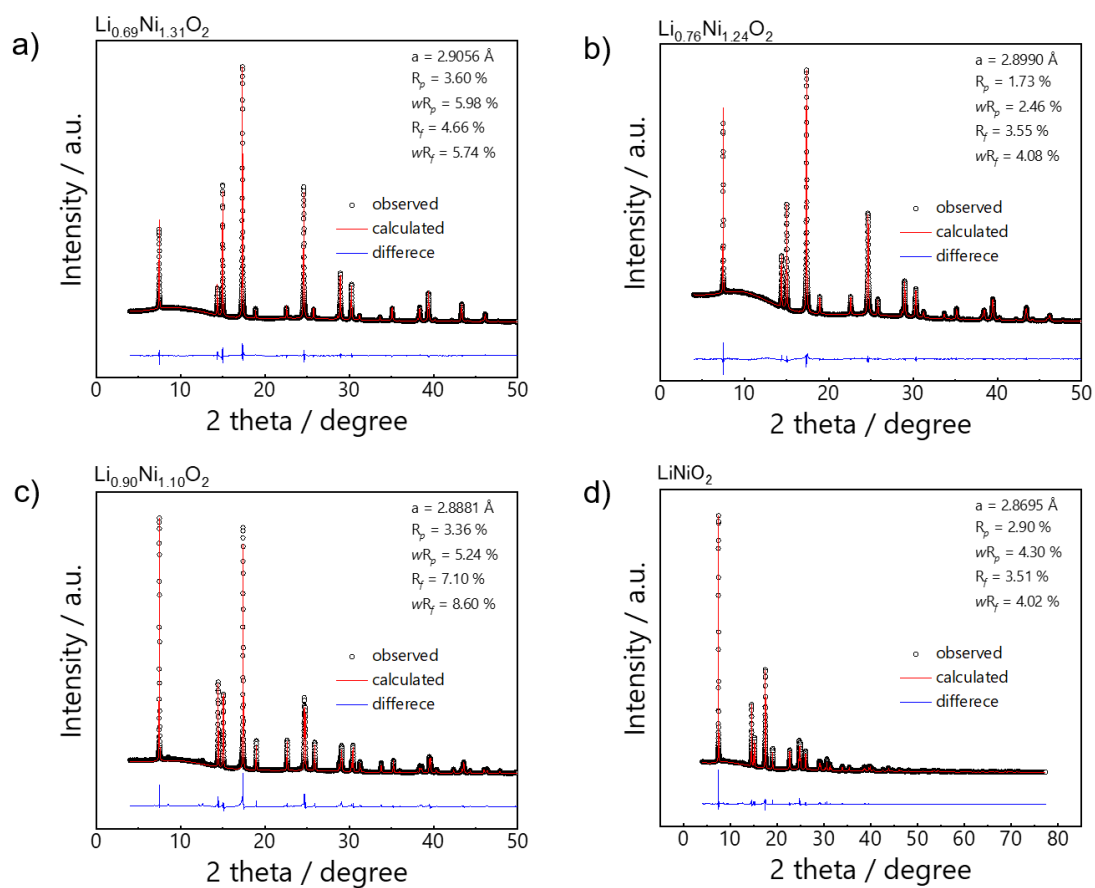 a)
Li0.69Ni1.31O2
a = 2.9056 Å
Rp = 3.60 %
wRp = 5.98 %
Rf = 4.66 %
wRf = 5.74 %
observed
calculated
differece
Intensity / a.u.
0 10 20 30 40 50
2 theta / degree
b)
Li0.76Ni1.24O2
a = 2.8990 Å
Rp = 1.73 %
wRp = 2.46 %
Rf = 3.55 %
wRf = 4.08 %
observed
calculated
differece
Intensity / a.u.
0 10 20 30 40 50
2 theta / degree
c)
Li0.90Ni1.10O2
a = 2.8881 Å
Rp = 3.36 %
wRp = 5.24 %
Rf = 7.10 %
wRf = 8.60 %
observed
calculated
differece
Intensity / a.u.
0 10 20 30 40 50
2 theta / degree
d)
LiNiO2
a = 2.8695 Å
Rp = 2.90 %
wRp = 4.30 %
Rf = 3.51 %
wRf = 4.02 %
observed
calculated
differece
Intensity / a.u.
0 10 20 30 40 50 60 70 80
2 theta / degree